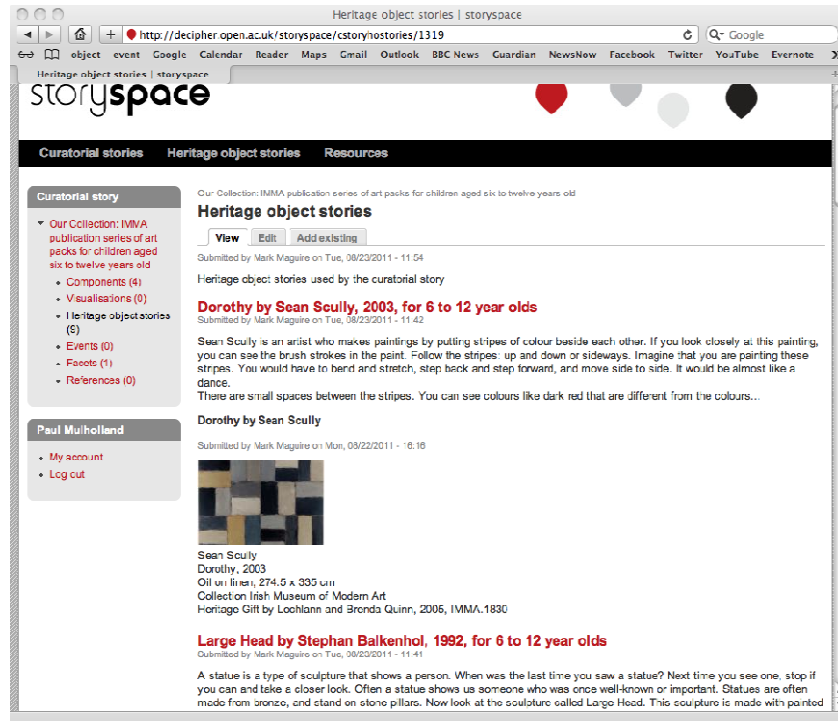 Heritage object stories | storyspace
http://decipher.open.ac.uk/storyspace/cstoryhostories/1319
Google
object event Google Calendar Reader Maps Gmail Outlook BBC News Guardian NewsNow Facebook Twitter YouTube Evernote
Heritage object stories | storyspace
storyspace
Curatorial stories Heritage object stories Resources
Curatorial story
Our Collection: IMMA
publication series of art
packs for children aged
six to twelve years old
Components (4)
Visualisations (0)
Heritage object stories
(9)
Events (0)
Facets (1)
References (0)
Paul Mulholland
My account
Log out
Our Collection: IMMA publication series of art packs for children aged six to twelve years old
Heritage object stories
View Edit Add existing
Submitted by Mark Maguire on Tue, 08/23/2011 - 11:54
Heritage object stories used by the curatorial story
Dorothy by Sean Scully, 2003, for 6 to 12 year olds
Submitted by Mark Maguire on Tue, 08/23/2011 - 11:42
Sean Scully is an artist who makes paintings by putting stripes of colour beside each other. If you look closely at this painting,
you can see the brush strokes in the paint. Follow the stripes: up and down or sideways. Imagine that you are painting these
stripes. You would have to bend and stretch, step back and step forward, and move side to side. It would be almost like a
dance.
There are small spaces between the stripes. You can see colours like dark red that are different from the colours...
Dorothy by Sean Scully
Submitted by Mark Maguire on Mon, 08/22/2011 - 16:16
Sean Scully
Dorothy, 2003
Oil on linen, 274.5 x 335 cm
Collection Irish Museum of Modern Art
Heritage Gift by Lochlann and Brenda Quinn, 2005, IMMA.1830
Large Head by Stephan Balkenhol, 1992, for 6 to 12 year olds
Submitted by Mark Maguire on Tue, 08/23/2011 - 11:41
A statue is a type of sculpture that shows a person. When was the last time you saw a statue? Next time you see one, stop if
you can and take a closer look. Often a statue shows us someone who was once well-known or important. Statues are often
made from bronze, and stand on stone pillars. Now look at the sculpture called Large Head. This sculpture is made with painted